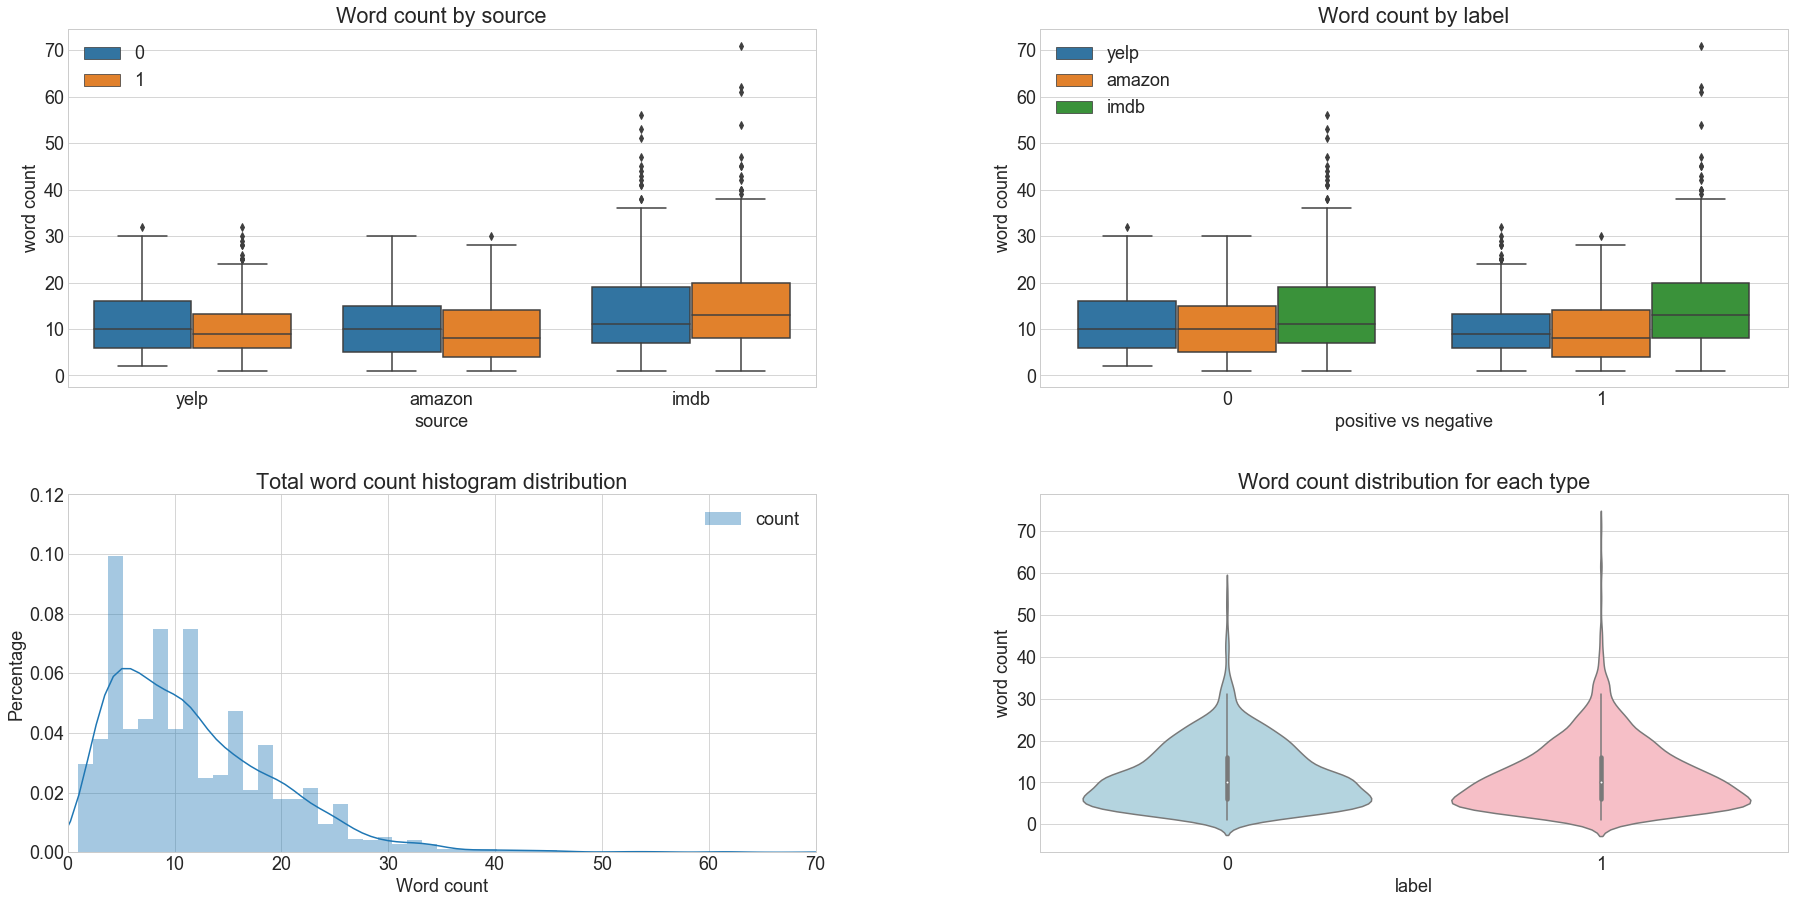 Word count by source
0
1
70
60
50
40
30
20
10
0
word count
yelp amazon imdb
source
Word count by label
yelp
amazon
imdb
70
60
50
40
30
20
10
0
word count
0 1
positive vs negative
Total word count histogram distribution
count
0.12
0.10
0.08
0.06
0.04
0.02
0.00
Percentage
0 10 20 30 40 50 60 70
Word count
Word count distribution for each type
70
60
50
40
30
20
10
0
word count
0 1
label